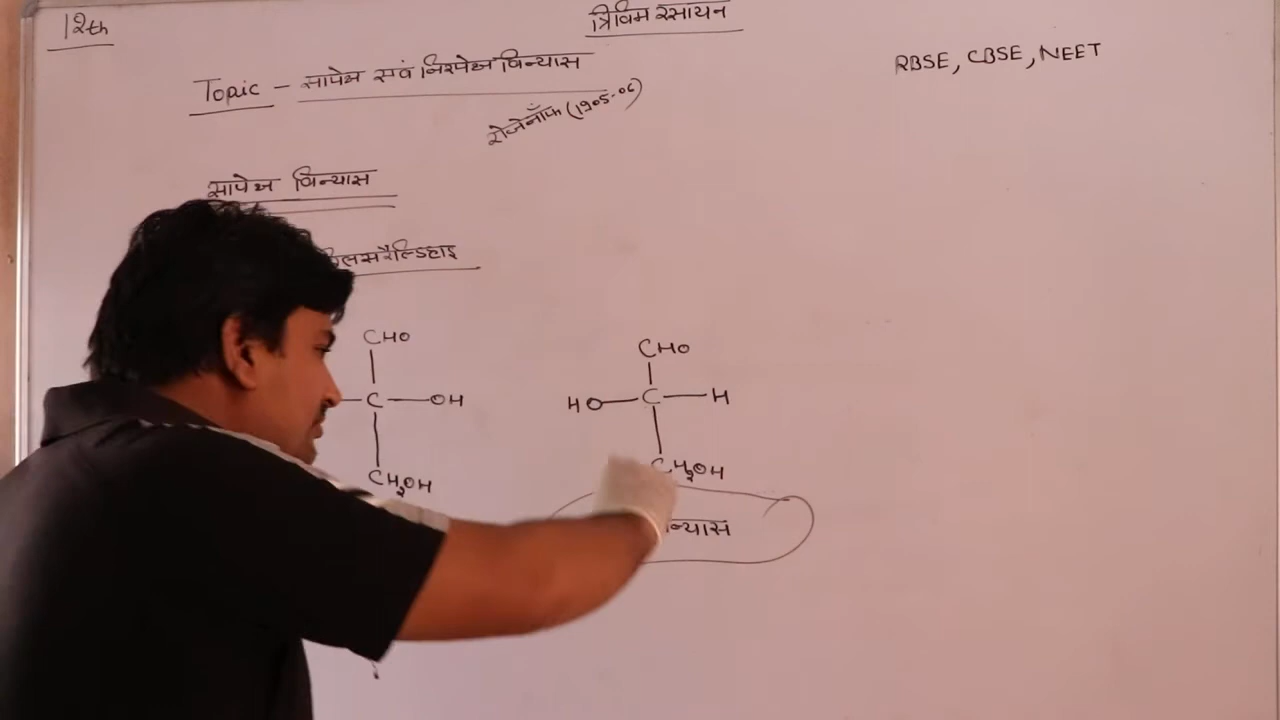 12th
त्रिविम रसायन
RBSE, CBSE, NEET
Topic - सापेक्ष एवं निरपेक्ष विन्यास
रोजेनॉफ (1905-06)
सापेक्ष विन्यास
CHO
C OH
CH2OH
CHO
HO C H
CH2OH